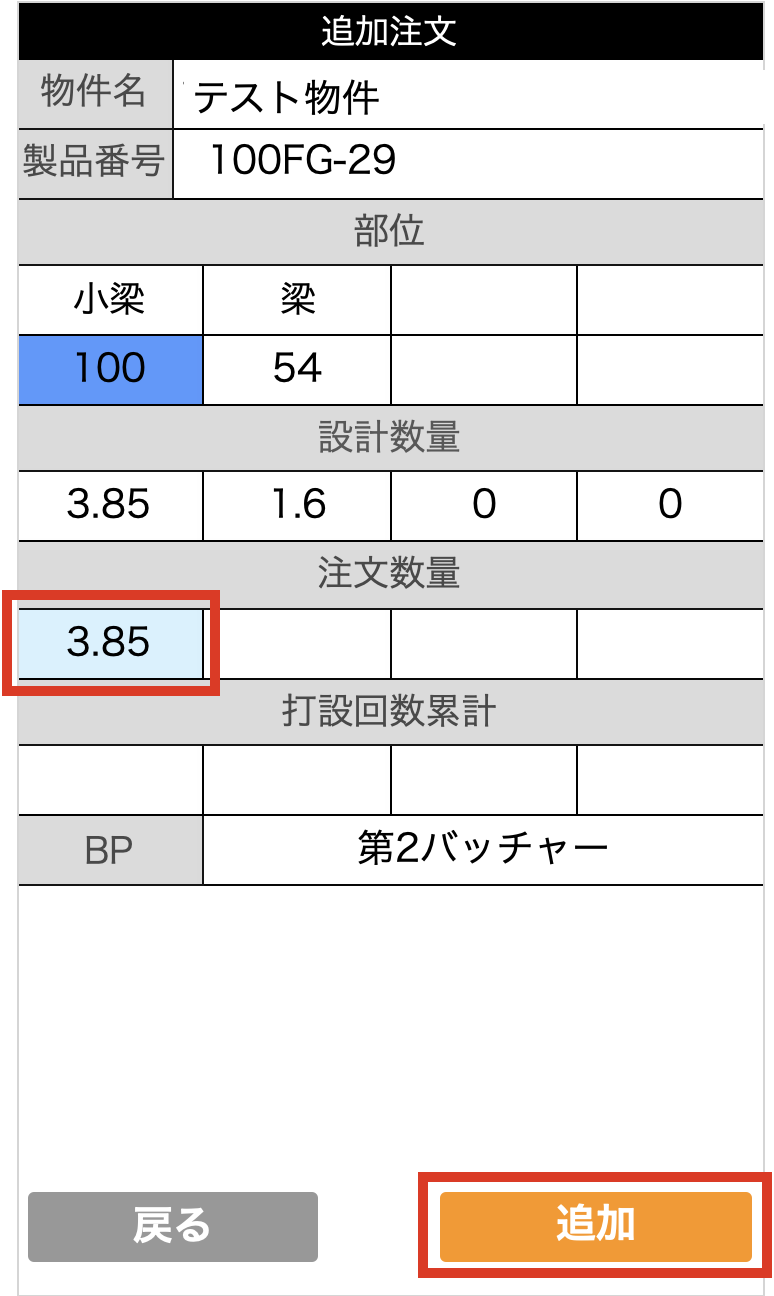 追加注文
物件名 テスト物件
製品番号 100FG-29
部位
小梁 梁
100 54
設計数量
3.85 1.6 0 0
注文数量
3.85
打設回数累計
BP 第2バッチャー
戻る 追加